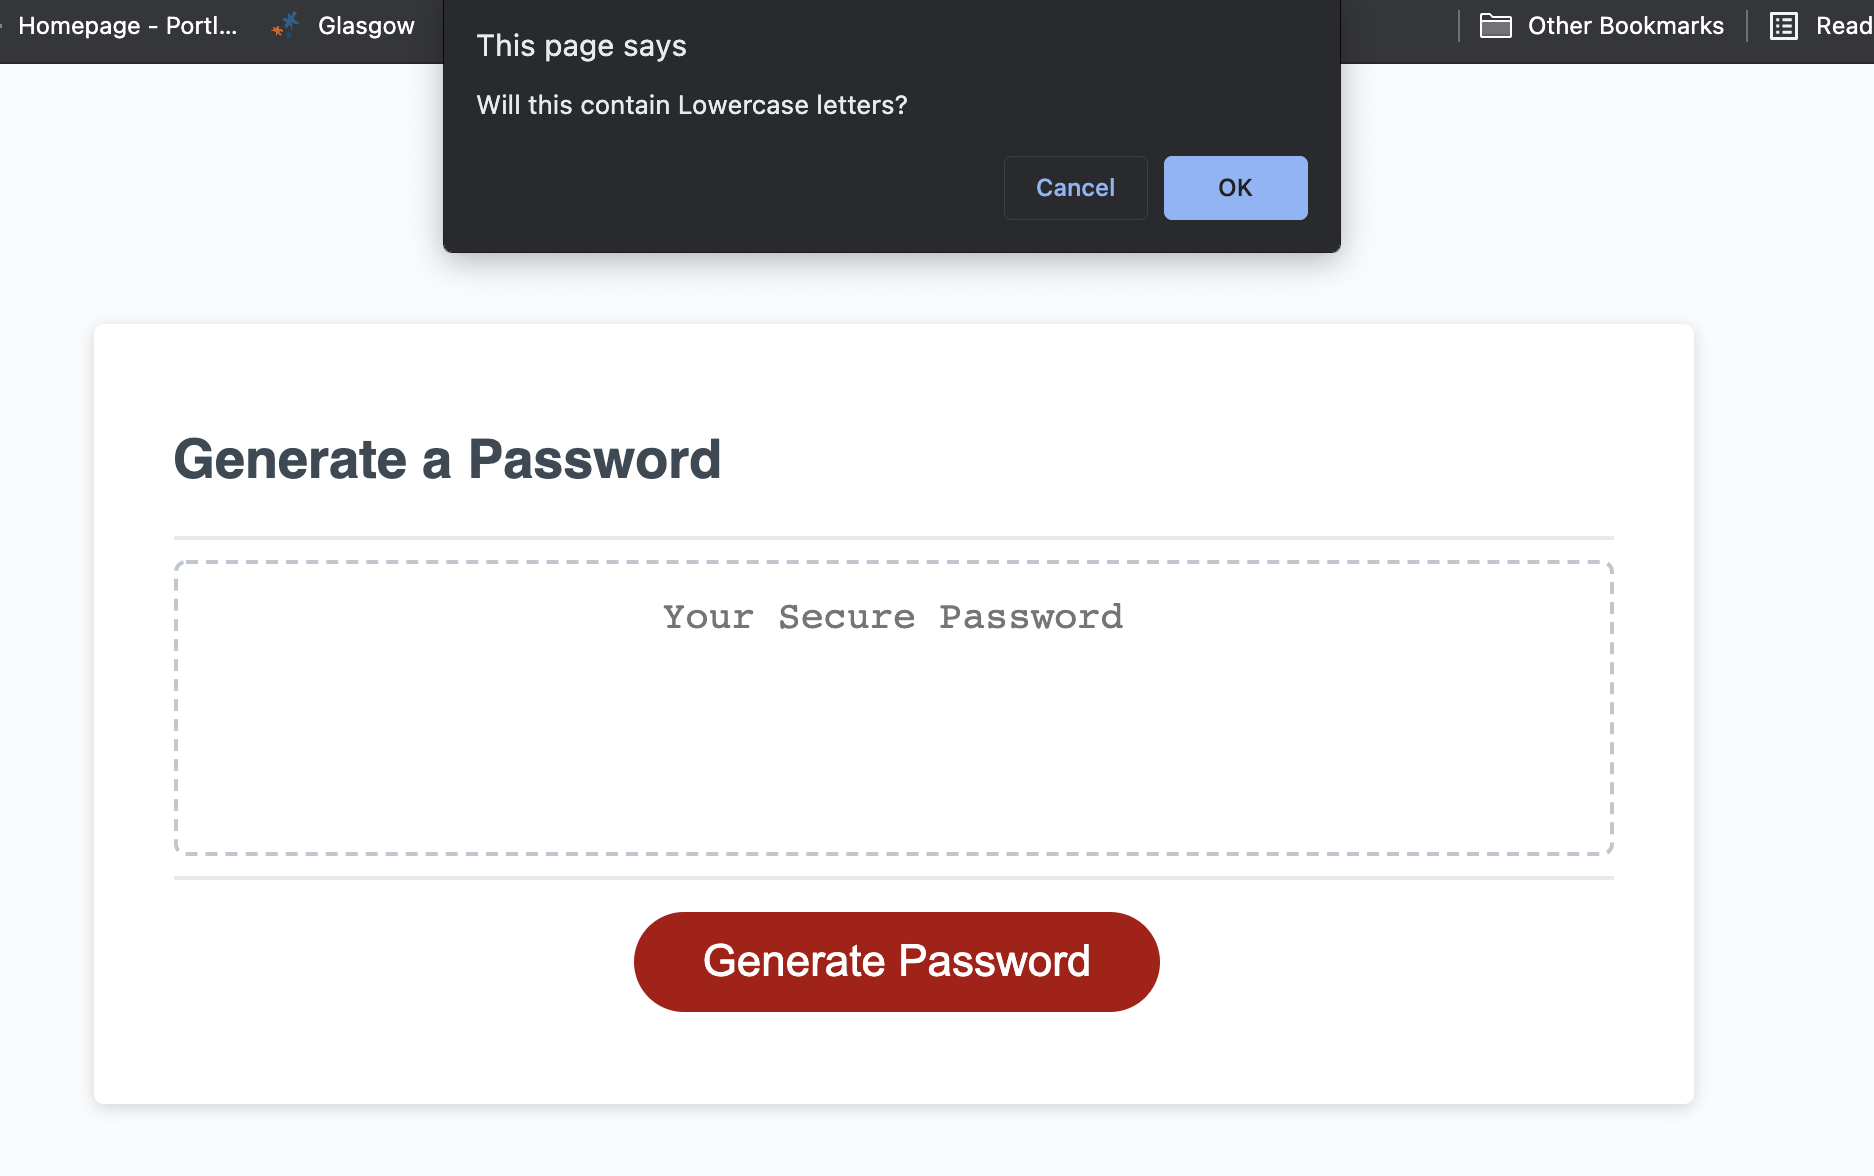 Homepage - Portl...
Glasgow
Other Bookmarks
Read
This page says
Will this contain Lowercase letters?
Cancel
OK
Generate a Password
Your Secure Password
Generate Password